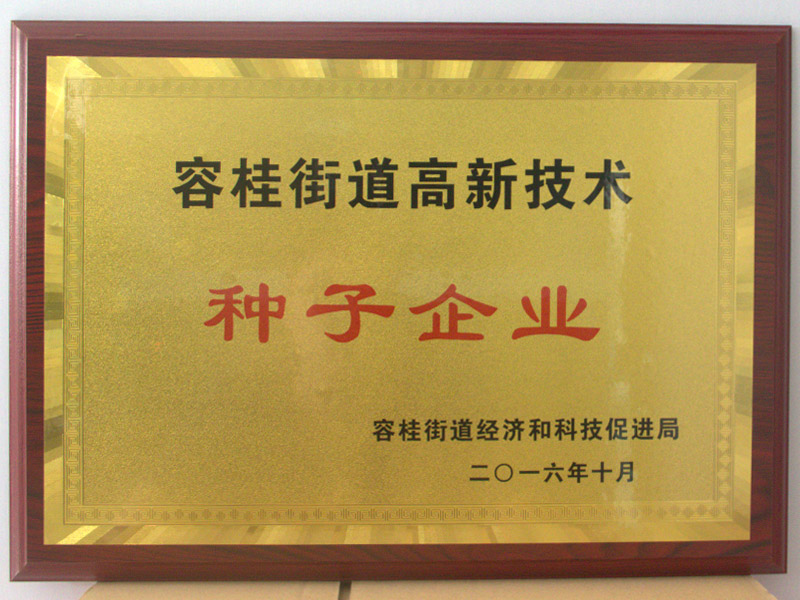 容桂街道高新技术
种子企业
容桂街道经济和科技促进局
二〇一六年十月